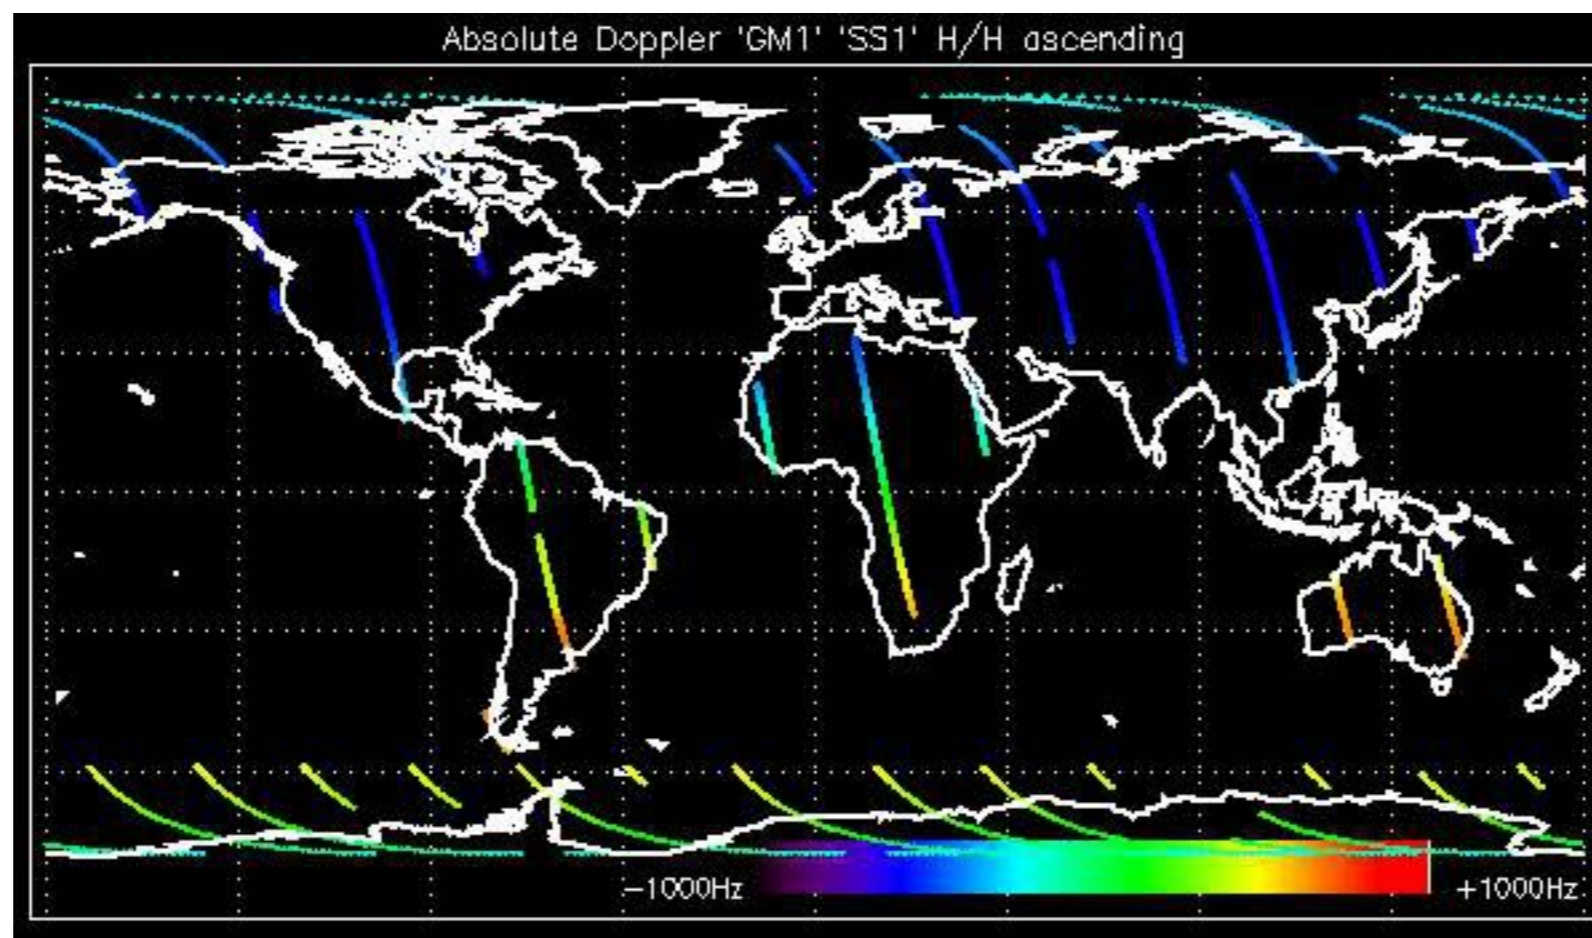 Absolute Doppler 'GM1' 'SS1' H/H ascending
−1000Hz
+1000Hz